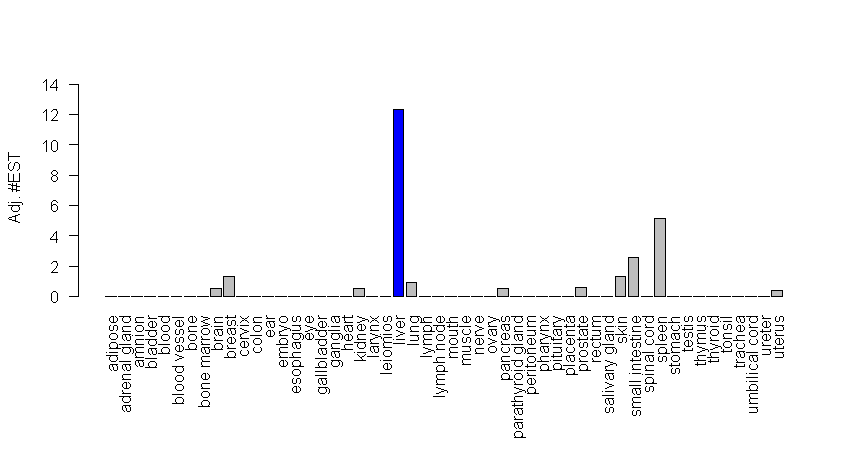 14
12
10
8
6
4
2
0
Adj. #EST
adipose
adrenal gland
amnion
bladder
blood
blood vessel
bone
bone marrow
brain
breast
cervix
colon
ear
embryo
esophagus
eye
gallbladder
ganglia
heart
kidney
larynx
leiomios
liver
lung
lymph
lymph node
mouth
muscle
nerve
ovary
pancreas
parathyroid gland
peritoneum
pharynx
pituitary
placenta
prostate
rectum
salivary gland
skin
small intestine
spinal cord
spleen
stomach
testis
thymus
thyroid
tonsil
trachea
umbilical cord
ureter
uterus